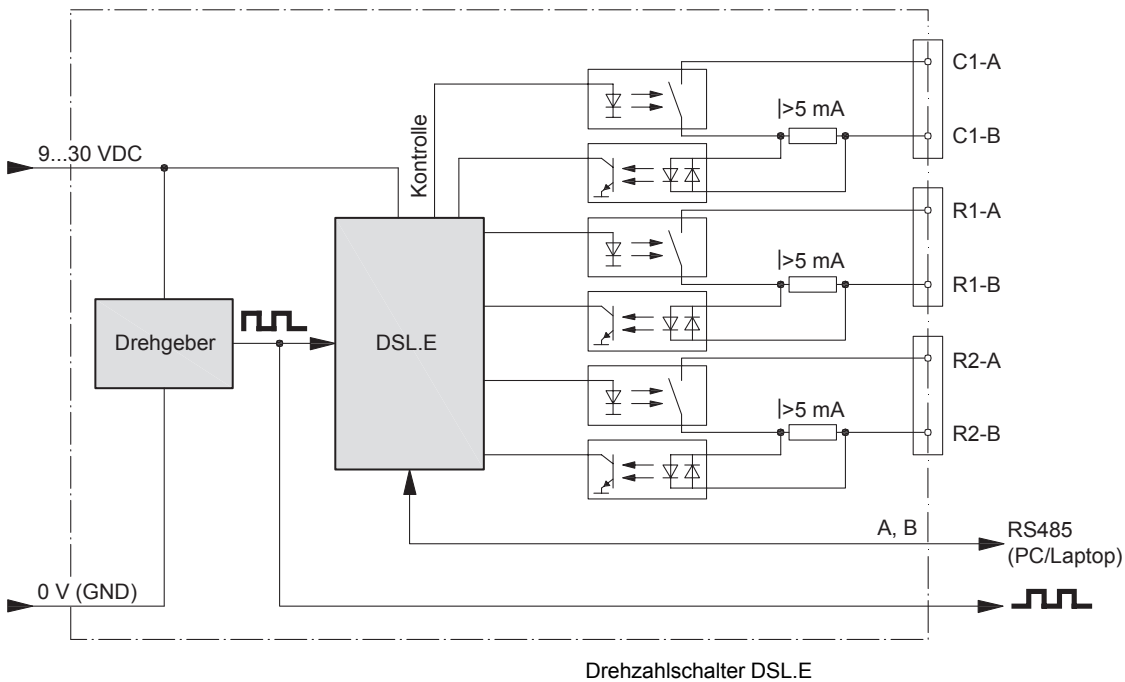 9...30 VDC
Kontrolle
Drehgeber
DSL.E
0 V (GND)
I>5 mA
C1-A
C1-B
I>5 mA
R1-A
R1-B
I>5 mA
R2-A
R2-B
A, B
RS485
(PC/Laptop)
Drehzahlschalter DSL.E